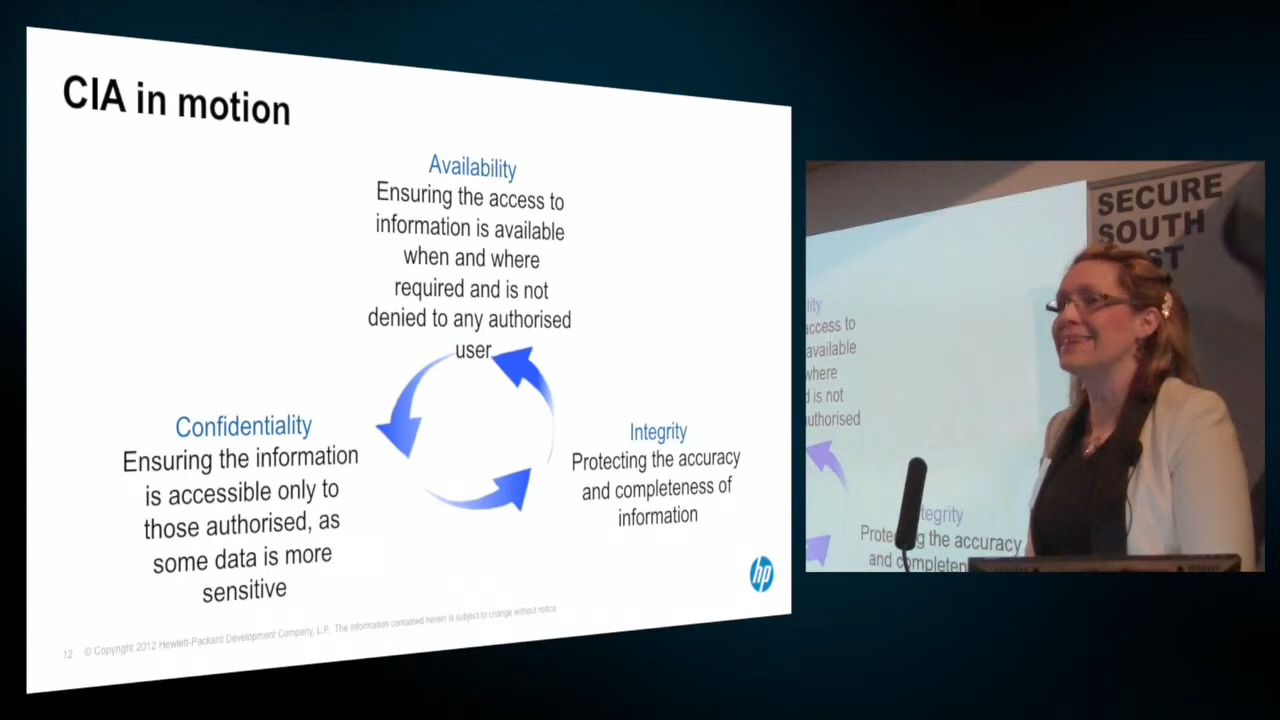 CIA in motion
Availability
Ensuring the access to
information is available
when and where
required and is not
denied to any authorised
user
Confidentiality
Ensuring the information
is accessible only to
those authorised, as
some data is more
sensitive
Integrity
Protecting the accuracy
and completeness of
information
hp
12 © Copyright 2012 Hewlett-Packard Development Company, L.P. The information contained herein is subject to change without notice.
SECURE
SOUTH
ST
lity
access to
available
where
d is not
authorised
tegrity
the accuracy
and completen